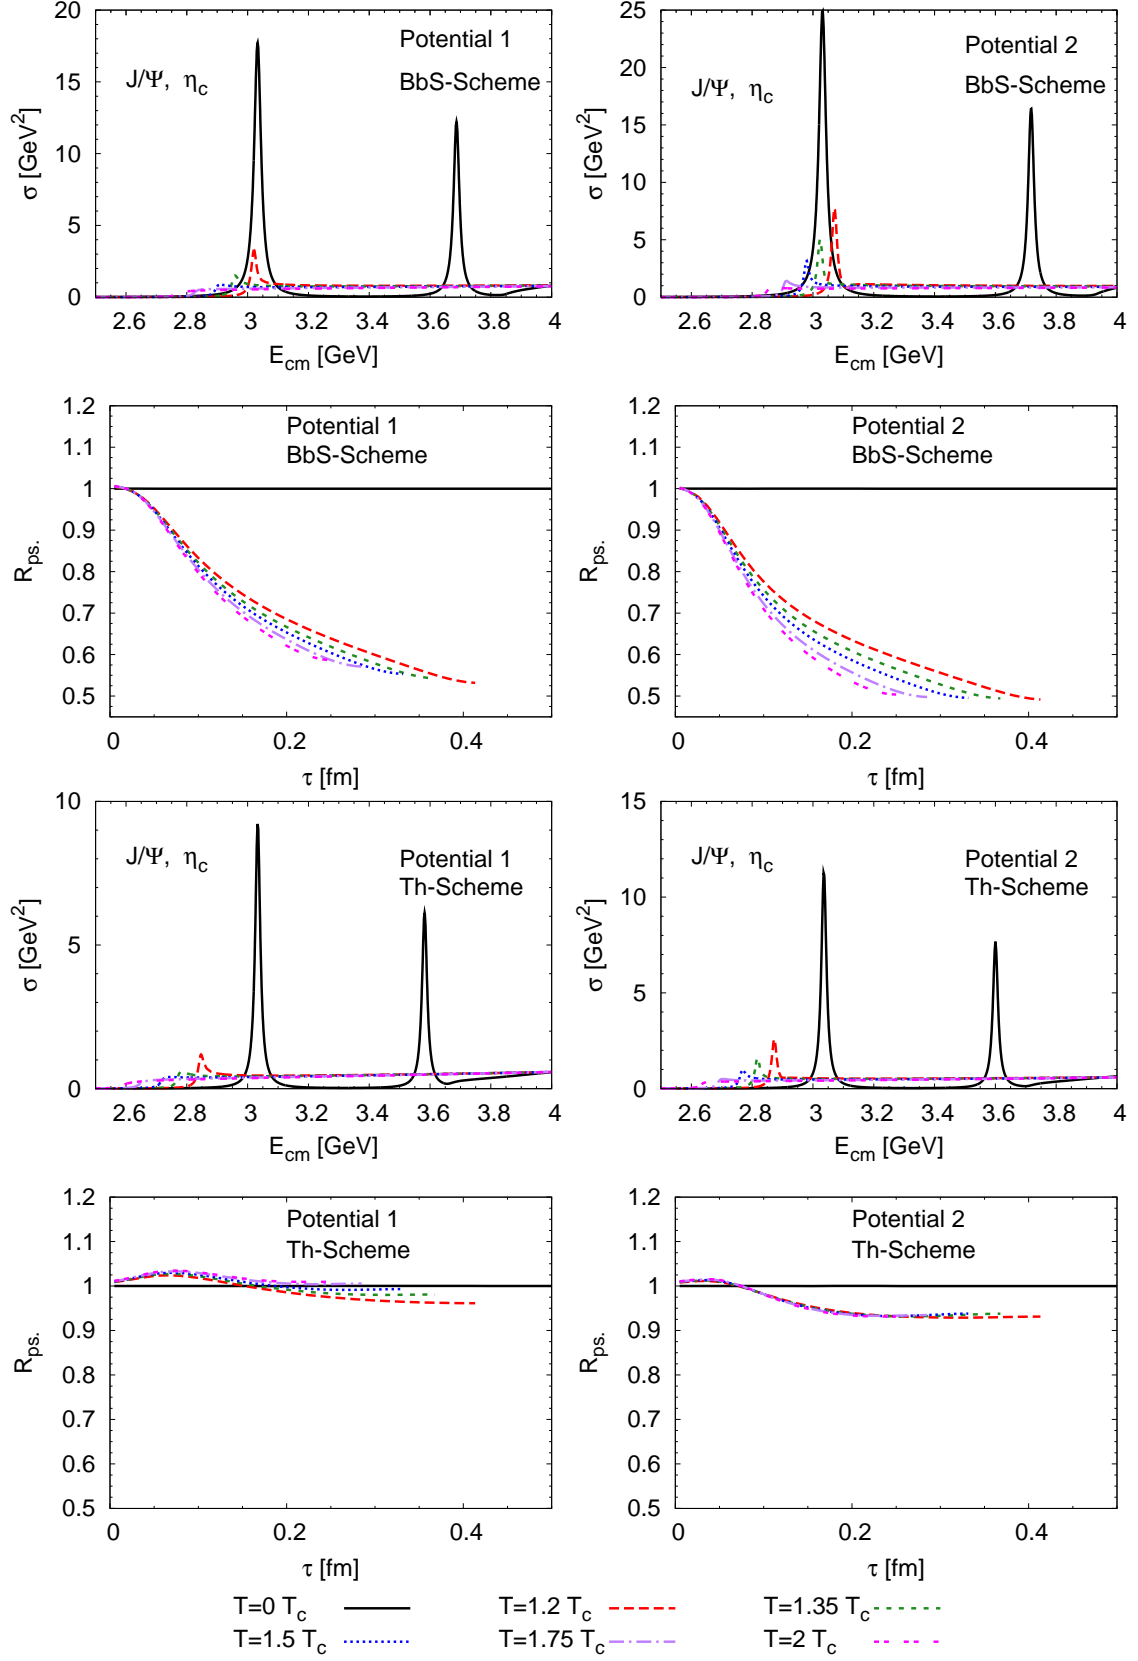 20
15
10
5
0
σ [GeV²]
J/Ψ, η_c
Potential 1
BbS-Scheme
2.6 2.8 3 3.2 3.4 3.6 3.8 4
E_cm [GeV]
25
20
15
10
5
0
σ [GeV²]
J/Ψ, η_c
Potential 2
BbS-Scheme
2.6 2.8 3 3.2 3.4 3.6 3.8 4
E_cm [GeV]
1.2
1.1
1
0.9
0.8
0.7
0.6
0.5
R_ps.
Potential 1
BbS-Scheme
0 0.2 0.4
τ [fm]
1.2
1.1
1
0.9
0.8
0.7
0.6
0.5
R_ps.
Potential 2
BbS-Scheme
0 0.2 0.4
τ [fm]
10
5
0
σ [GeV²]
J/Ψ, η_c
Potential 1
Th-Scheme
2.6 2.8 3 3.2 3.4 3.6 3.8 4
E_cm [GeV]
15
10
5
0
σ [GeV²]
J/Ψ, η_c
Potential 2
Th-Scheme
2.6 2.8 3 3.2 3.4 3.6 3.8 4
E_cm [GeV]
1.2
1.1
1
0.9
0.8
0.7
0.6
0.5
R_ps.
Potential 1
Th-Scheme
0 0.2 0.4
τ [fm]
1.2
1.1
1
0.9
0.8
0.7
0.6
0.5
R_ps.
Potential 2
Th-Scheme
0 0.2 0.4
τ [fm]
T=0 T_c T=1.2 T_c T=1.35 T_c
T=1.5 T_c T=1.75 T_c T=2 T_c